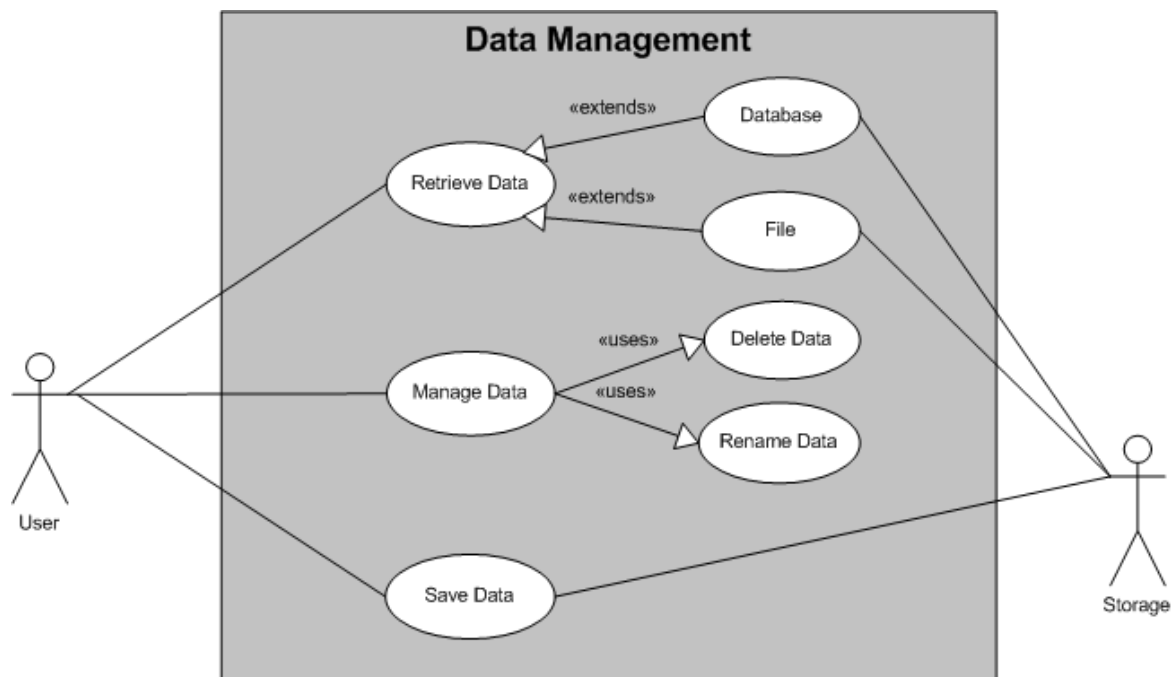 Data Management
«extends»
Database
Retrieve Data
«extends»
File
«uses»
Delete Data
Manage Data
«uses»
Rename Data
User
Save Data
Storage